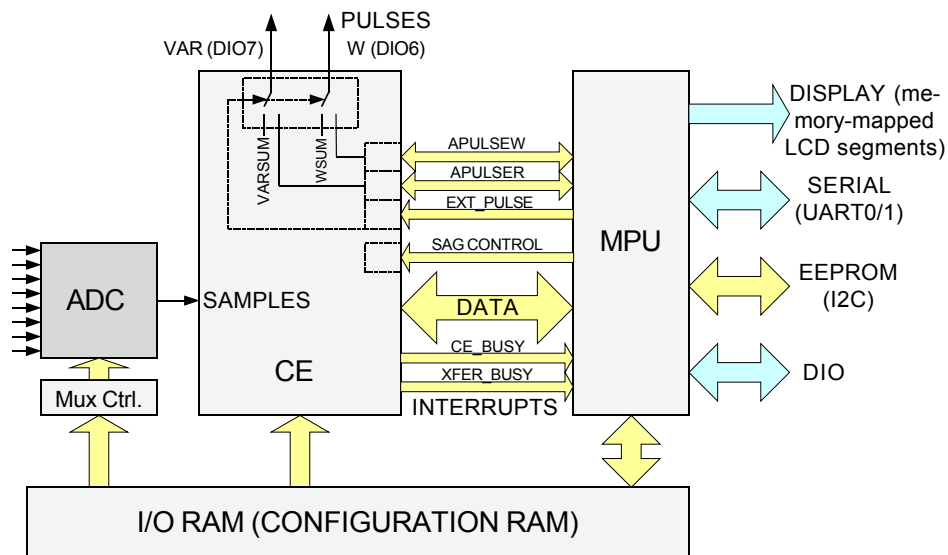 PULSES
VAR (DIO7)
W (DIO6)
VARSUM
WSUM
APULSEW
APULSER
EXT_PULSE
SAG CONTROL
DATA
CE_BUSY
XFER_BUSY
INTERRUPTS
ADC
SAMPLES
CE
Mux Ctrl.
MPU
DISPLAY (me-
mory-mapped
LCD segments)
SERIAL
(UART0/1)
EEPROM
(I2C)
DIO
I/O RAM (CONFIGURATION RAM)